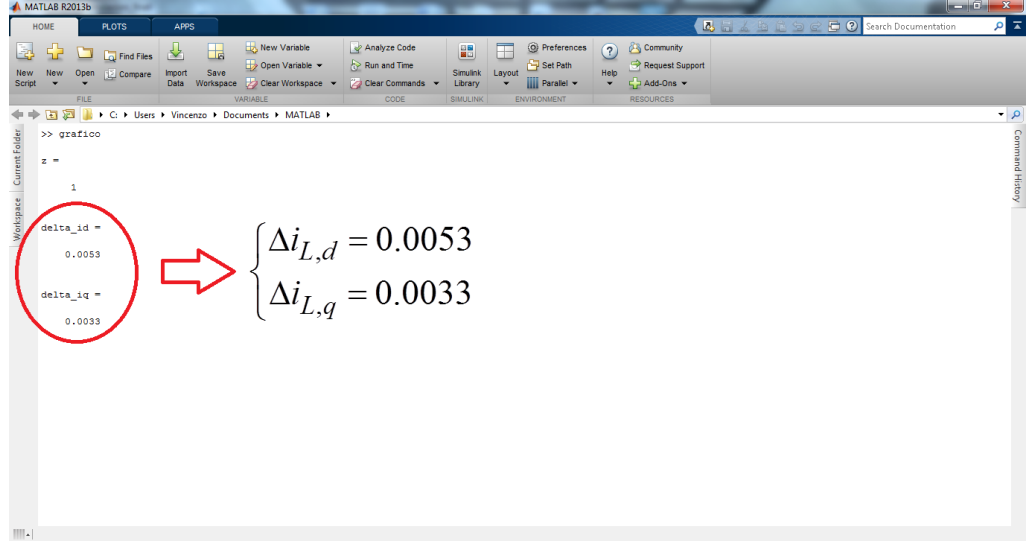 MATLAB R2013b
HOME PLOTS APPS
Search Documentation
New Script
New
Open
Find Files
Compare
Import Data
Save Workspace
New Variable
Open Variable
Clear Workspace
Analyze Code
Run and Time
Clear Commands
Simulink Library
Layout
Preferences
Set Path
Parallel
Help
Community
Request Support
Add-Ons
FILE VARIABLE CODE SIMULINK ENVIRONMENT RESOURCES
C: Users Vincenzo Documents MATLAB
Current Folder
Workspace
Command History
>> grafico
z =
1
delta_id =
0.0053
delta_iq =
0.0033
Δi_{L,d} = 0.0053
Δi_{L,q} = 0.0033